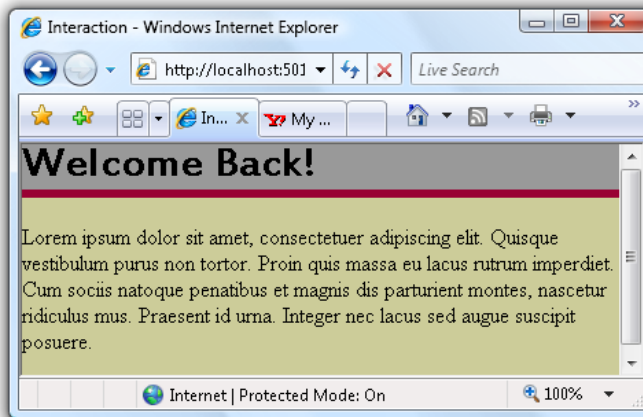 Interaction - Windows Internet Explorer
http://localhost:501
Live Search
In...
My ...
Welcome Back!
Lorem ipsum dolor sit amet, consectetuer adipiscing elit. Quisque
vestibulum purus non tortor. Proin quis massa eu lacus rutrum imperdiet.
Cum sociis natoque penatibus et magnis dis parturient montes, nascetur
ridiculus mus. Praesent id urna. Integer nec lacus sed augue suscipit
posuere.
Internet | Protected Mode: On
100%